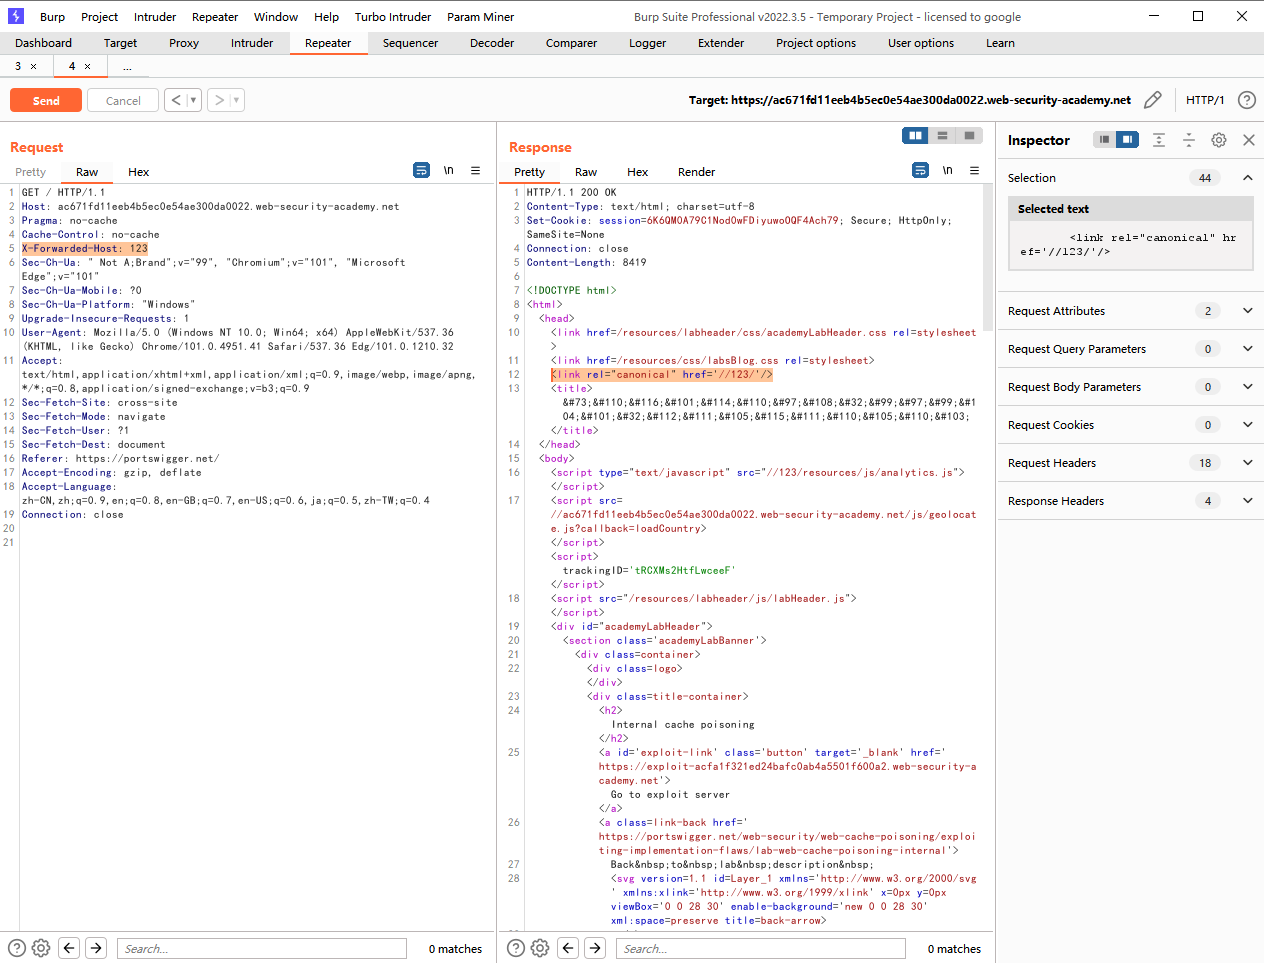 Burp Project Intruder Repeater Window Help Turbo Intruder Param Miner Burp Suite Professional v2022.3.5 - Temporary Project - licensed to google
Dashboard Target Proxy Intruder Repeater Sequencer Decoder Comparer Logger Extender Project options User options Learn
3 × 4 × ...
Send Cancel < > Target: https://ac671fd11eeb4b5ec0e54ae300da0022.web-security-academy.net HTTP/1
Request
Pretty Raw Hex \n
1 GET / HTTP/1.1
2 Host: ac671fd11eeb4b5ec0e54ae300da0022.web-security-academy.net
3 Pragma: no-cache
4 Cache-Control: no-cache
5 X-Forwarded-Host: 123
6 Sec-Ch-Ua: " Not A;Brand";v="99", "Chromium";v="101", "Microsoft
Edge";v="101"
7 Sec-Ch-Ua-Mobile: ?0
8 Sec-Ch-Ua-Platform: "Windows"
9 Upgrade-Insecure-Requests: 1
10 User-Agent: Mozilla/5.0 (Windows NT 10.0; Win64; x64) AppleWebKit/537.36
(KHTML, like Gecko) Chrome/101.0.4951.41 Safari/537.36 Edg/101.0.1210.32
11 Accept:
text/html,application/xhtml+xml,application/xml;q=0.9,image/webp,image/apng,
*/*;q=0.8,application/signed-exchange;v=b3;q=0.9
12 Sec-Fetch-Site: cross-site
13 Sec-Fetch-Mode: navigate
14 Sec-Fetch-User: ?1
15 Sec-Fetch-Dest: document
16 Referer: https://portswigger.net/
17 Accept-Encoding: gzip, deflate
18 Accept-Language:
zh-CN,zh;q=0.9,en;q=0.8,en-GB;q=0.7,en-US;q=0.6,ja;q=0.5,zh-TW;q=0.4
19 Connection: close
20
21
Search... 0 matches
Response
Pretty Raw Hex Render \n
1 HTTP/1.1 200 OK
2 Content-Type: text/html; charset=utf-8
3 Set-Cookie: session=6K6QMOA79C1NodOwFDiyuwoOQF4Ach79; Secure; HttpOnly;
SameSite=None
4 Connection: close
5 Content-Length: 8419
6
7 <!DOCTYPE html>
8 <html>
9 <head>
10 <link href=/resources/labheader/css/academyLabHeader.css rel=stylesheet
>
11 <link href=/resources/css/labsBlog.css rel=stylesheet>
12 <link rel="canonical" href='//123/'/>
13 <title>
&#73;&#110;&#116;&#101;&#114;&#110;&#97;&#108;&#32;&#99;&#97;&#99;&#1
04;&#101;&#32;&#112;&#111;&#105;&#115;&#111;&#110;&#105;&#110;&#103;
</title>
14 </head>
15 <body>
16 <script type="text/javascript" src="//123/resources/js/analytics.js">
</script>
17 <script src=
//ac671fd11eeb4b5ec0e54ae300da0022.web-security-academy.net/js/geolocat
e.js?callback=loadCountry>
</script>
<script>
trackingID='tRCXMs2HtfLwceeF'
</script>
18 <script src="/resources/labheader/js/labHeader.js">
</script>
19 <div id="academyLabHeader">
20 <section class='academyLabBanner'>
21 <div class=container>
22 <div class=logo>
</div>
23 <div class=title-container>
24 <h2>
Internal cache poisoning
</h2>
25 <a id='exploit-link' class='button' target='_blank' href='
https://exploit-acfa1f321ed24bafc0ab4a5501f600a2.web-security-a
cademy.net'>
Go to exploit server
</a>
26 <a class=link-back href='
https://portswigger.net/web-security/web-cache-poisoning/exploi
ting-implementation-flaws/lab-web-cache-poisoning-internal'>
27 Back&nbsp;to&nbsp;lab&nbsp;description&nbsp;
28 <svg version=1.1 id=Layer_1 xmlns='http://www.w3.org/2000/svg
' xmlns:xlink='http://www.w3.org/1999/xlink' x=0px y=0px
viewBox='0 0 28 30' enable-background='new 0 0 28 30'
xml:space=preserve title=back-arrow>
Search... 0 matches
Inspector
Selection 44
Selected text
<link rel="canonical" hr
ef='//123/'/>
Request Attributes 2
Request Query Parameters 0
Request Body Parameters 0
Request Cookies 0
Request Headers 18
Response Headers 4